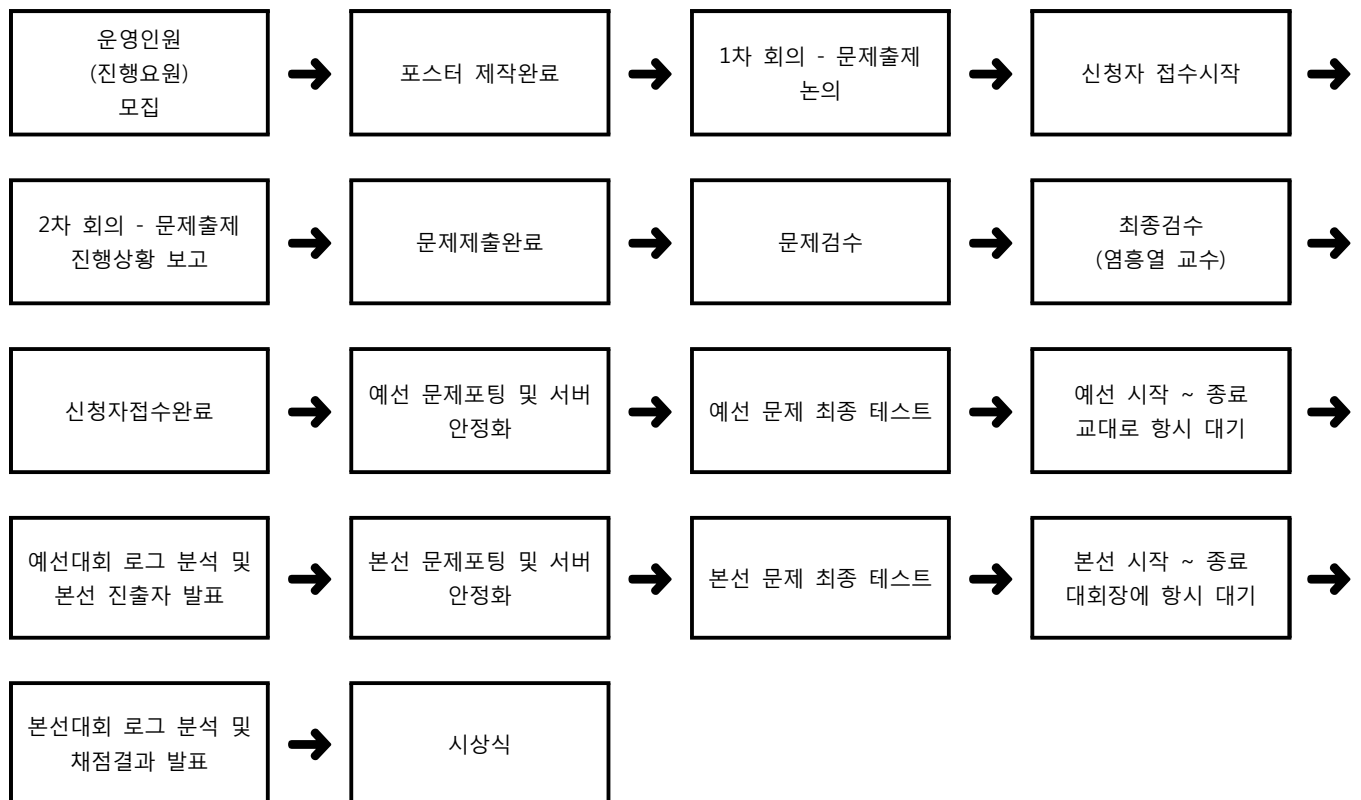 운영인원
(진행요원)
모집
포스터 제작완료
1차 회의 - 문제출제
논의
신청자 접수시작
2차 회의 - 문제출제
진행상황 보고
문제제출완료
문제검수
최종검수
(염흥열 교수)
신청자접수완료
예선 문제포팅 및 서버
안정화
예선 문제 최종 테스트
예선 시작 ~ 종료
교대로 항시 대기
예선대회 로그 분석 및
본선 진출자 발표
본선 문제포팅 및 서버
안정화
본선 문제 최종 테스트
본선 시작 ~ 종료
대회장에 항시 대기
본선대회 로그 분석 및
채점결과 발표
시상식